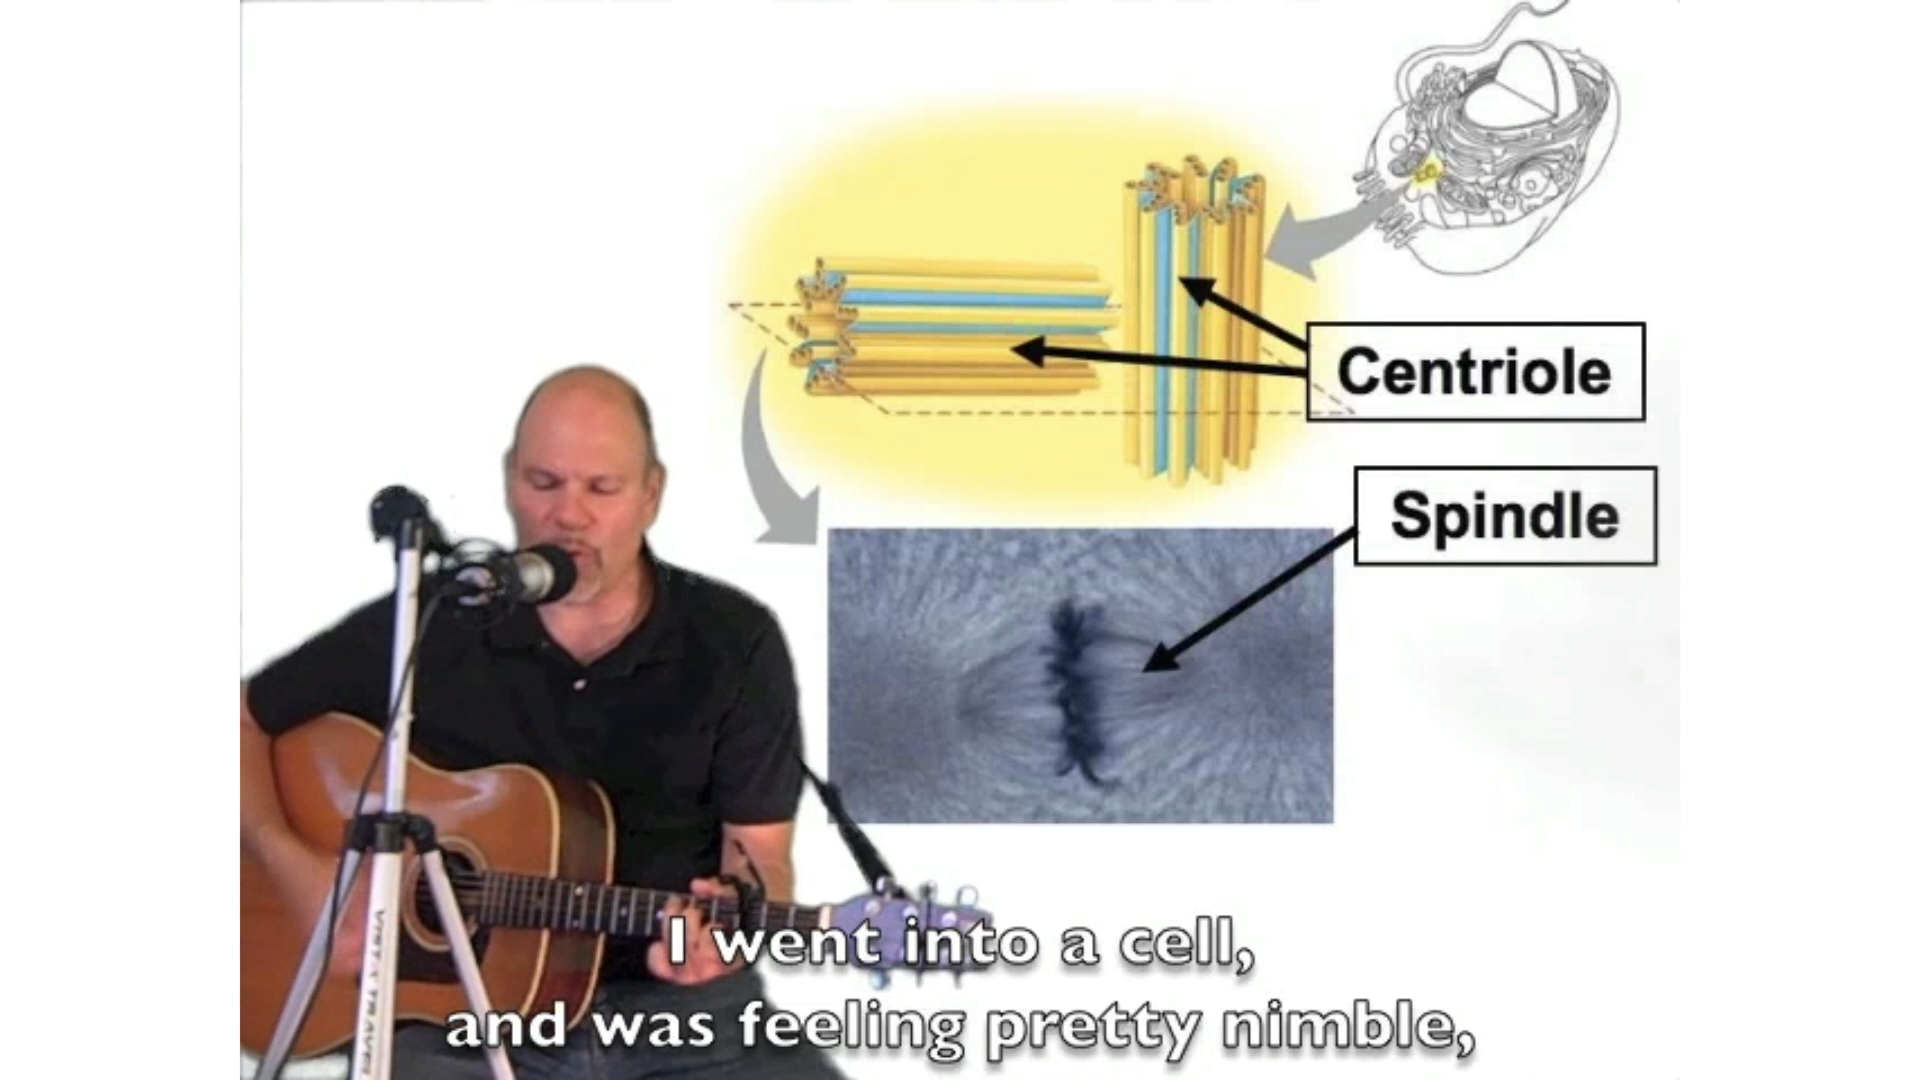 Centriole
Spindle
I went into a cell,
and was feeling pretty nimble,